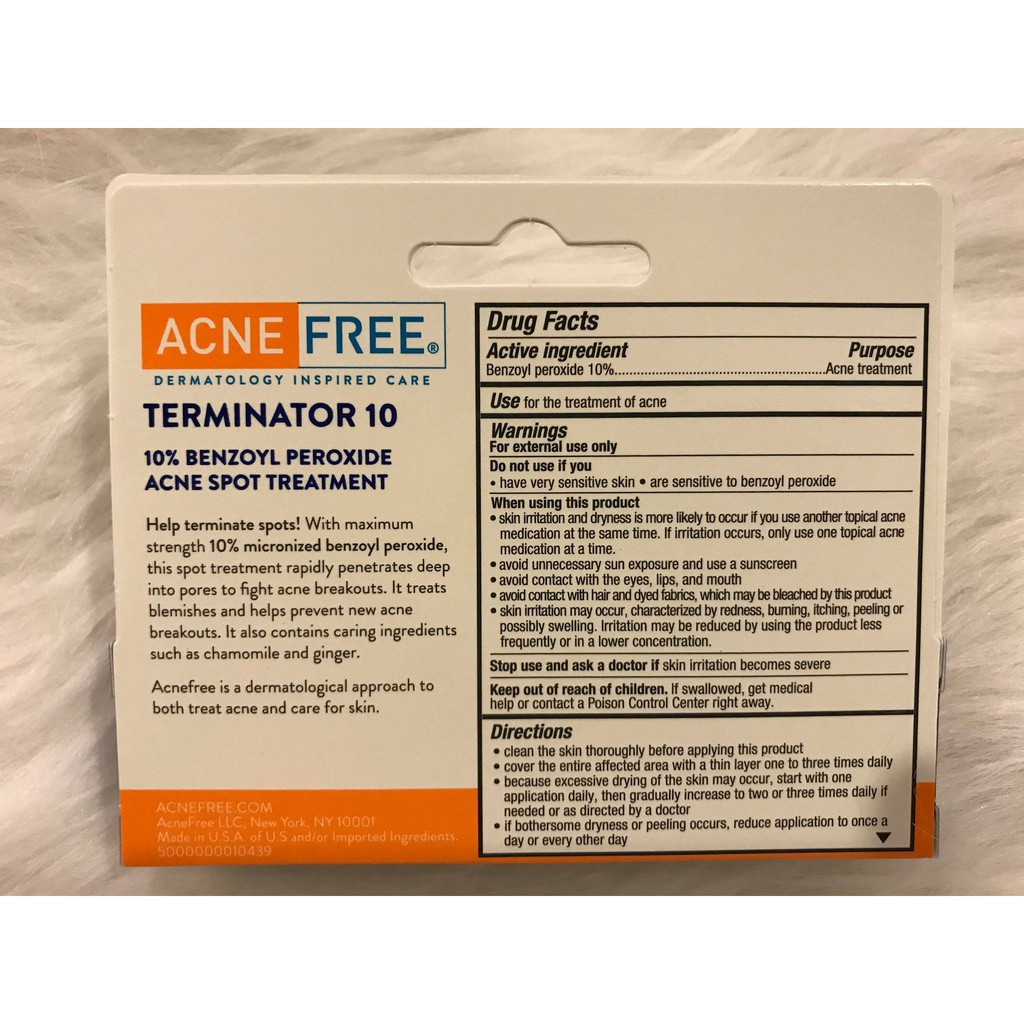 ACNE FREE®
DERMATOLOGY INSPIRED CARE
TERMINATOR 10
10% BENZOYL PEROXIDE
ACNE SPOT TREATMENT
Help terminate spots! With maximum
strength 10% micronized benzoyl peroxide,
this spot treatment rapidly penetrates deep
into pores to fight acne breakouts. It treats
blemishes and helps prevent new acne
breakouts. It also contains caring ingredients
such as chamomile and ginger.
Acnefree is a dermatological approach to
both treat acne and care for skin.
ACNEFREE.COM
AcneFree LLC, New York, NY 10001
Made in U.S.A. of U.S and/or Imported Ingredients.
5000000010439
Drug Facts
Active ingredient Purpose
Benzoyl peroxide 10%..........................................Acne treatment
Use for the treatment of acne
Warnings
For external use only
Do not use if you
• have very sensitive skin • are sensitive to benzoyl peroxide
When using this product
• skin irritation and dryness is more likely to occur if you use another topical acne
medication at the same time. If irritation occurs, only use one topical acne
medication at a time.
• avoid unnecessary sun exposure and use a sunscreen
• avoid contact with the eyes, lips, and mouth
• avoid contact with hair and dyed fabrics, which may be bleached by this product
• skin irritation may occur, characterized by redness, burning, itching, peeling or
possibly swelling. Irritation may be reduced by using the product less
frequently or in a lower concentration.
Stop use and ask a doctor if skin irritation becomes severe
Keep out of reach of children. If swallowed, get medical
help or contact a Poison Control Center right away.
Directions
• clean the skin thoroughly before applying this product
• cover the entire affected area with a thin layer one to three times daily
• because excessive drying of the skin may occur, start with one
application daily, then gradually increase to two or three times daily if
needed or as directed by a doctor
• if bothersome dryness or peeling occurs, reduce application to once a
day or every other day